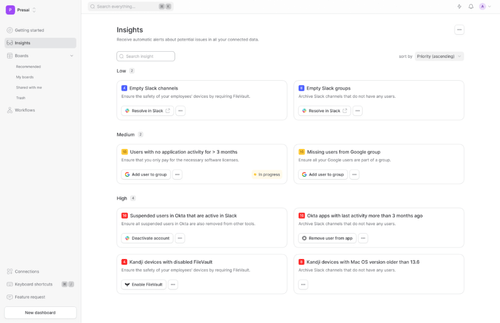 Presai
Search everything...
Getting started
Insights
Boards
Recommended
My boards
Shared with me
Trash
Workflows
Connections
Keyboard shortcuts
Feature request
New dashboard
Insights
Receive automatic alerts about potential issues in all your connected data.
Search insight
sort by Priority (ascending)
Low 2
Empty Slack channels
Ensure the safety of your employees' devices by requiring FileVault.
Resolve in Slack
Empty Slack groups
Archive Slack channels that do not have any users.
Resolve in Slack
Medium 2
Users with no application activity for > 3 months
Ensure that you only pay for the necessary software licenses.
Add user to group
In progress
Missing users from Google group
Ensure all your Google users are part of a group.
Add user to group
High 4
Suspended users in Okta that are active in Slack
Ensure all suspended users in Okta are also removed from other tools.
Deactivate account
Okta apps with last activity more than 3 months ago
Archive Slack channels that do not have any users.
Remove user from app
Kandji devices with disabled FileVault
Ensure the safety of your employees' devices by requiring FileVault.
Enable FileVault
Kandji devices with Mac OS version older than 13.6
Archive Slack channels that do not have any users.